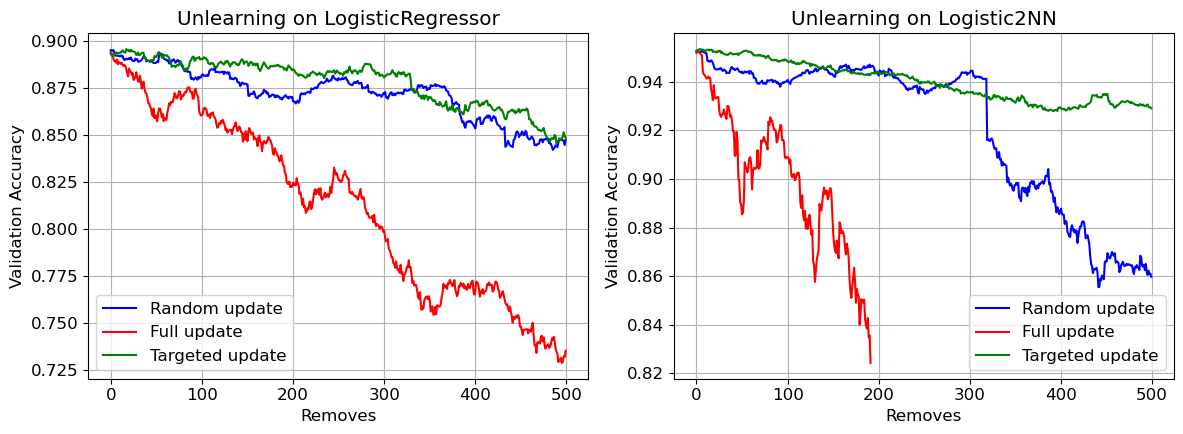 Unlearning on LogisticRegressor
0.900
0.875
0.850
0.825
0.800
0.775
0.750
0.725
Validation Accuracy
Random update
Full update
Targeted update
0 100 200 300 400 500
Removes
Unlearning on Logistic2NN
0.94
0.92
0.90
0.88
0.86
0.84
0.82
Validation Accuracy
Random update
Full update
Targeted update
0 100 200 300 400 500
Removes